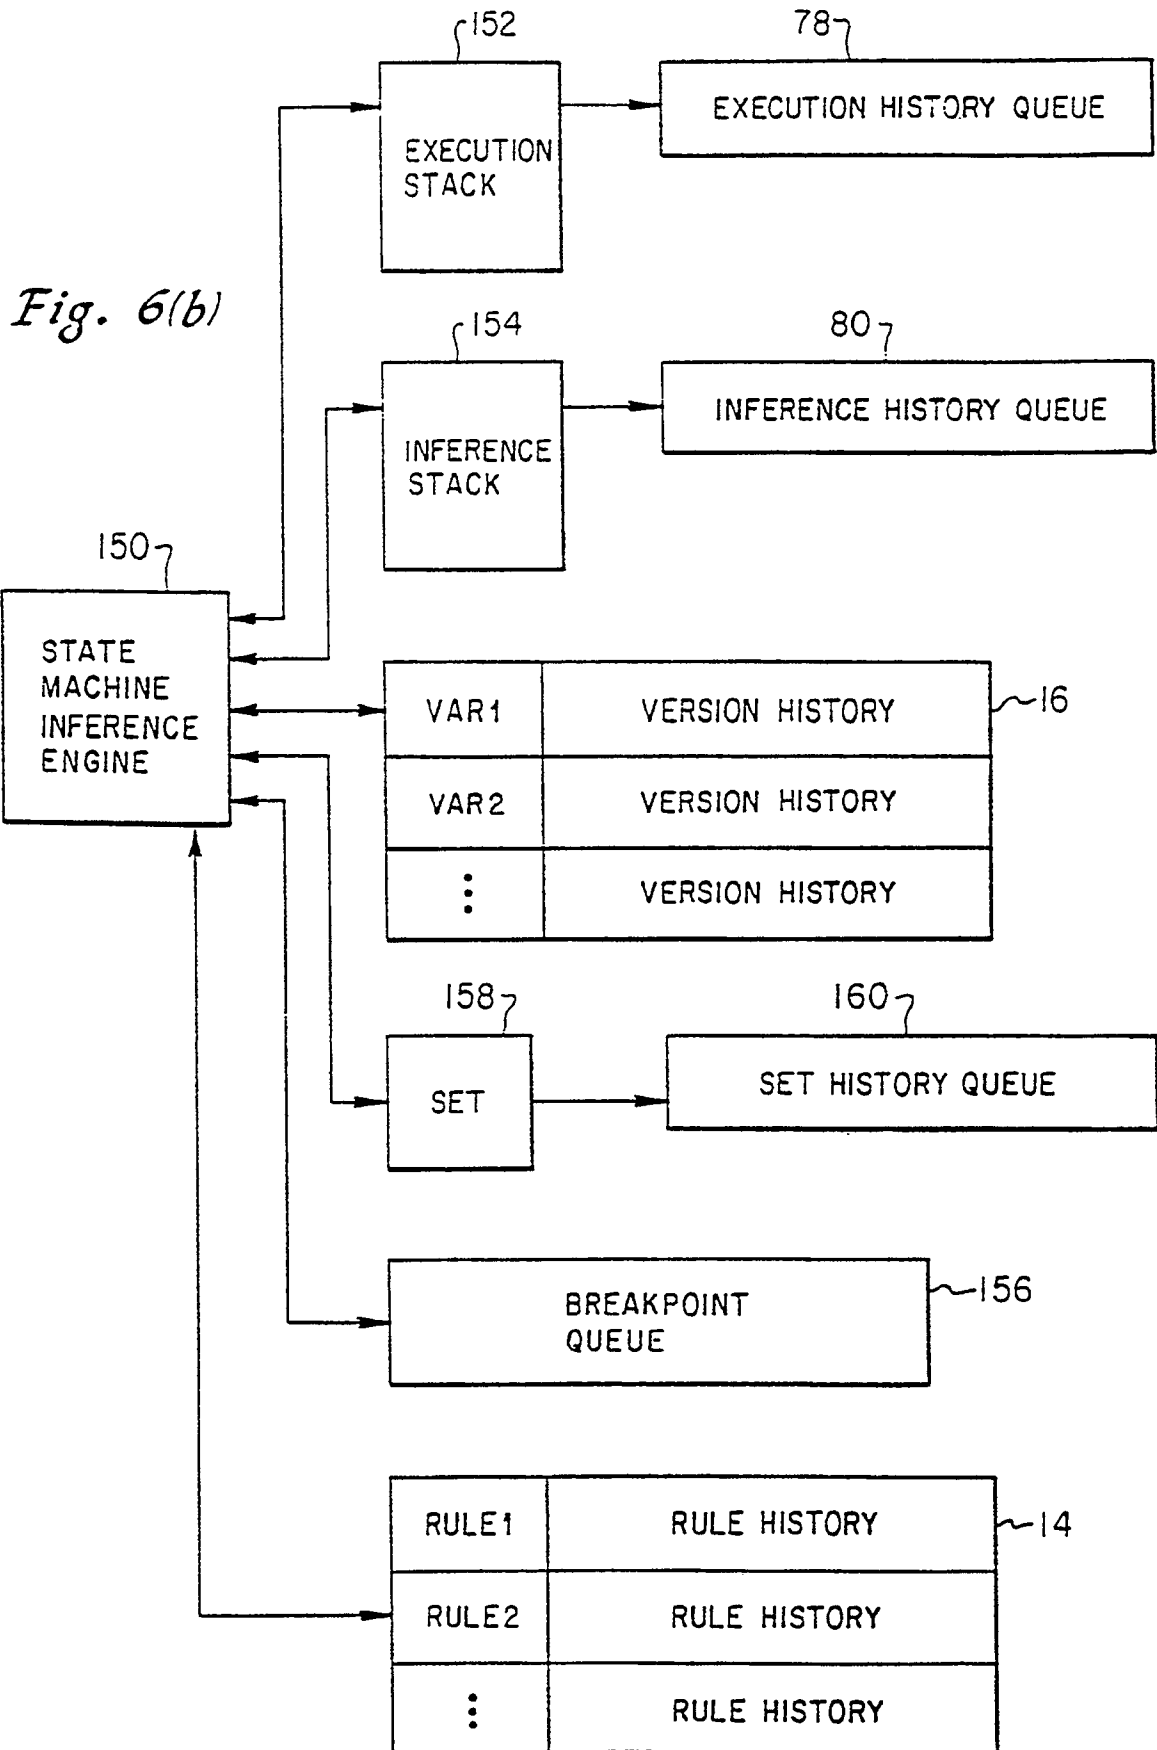 152
78
EXECUTION HISTORY QUEUE
EXECUTION
STACK
Fig. 6(b)
154
80
INFERENCE HISTORY QUEUE
INFERENCE
STACK
150
STATE
MACHINE
INFERENCE
ENGINE
VAR1 VERSION HISTORY
16
VAR2 VERSION HISTORY
⋮ VERSION HISTORY
158
160
SET
SET HISTORY QUEUE
BREAKPOINT
QUEUE
156
RULE1 RULE HISTORY
14
RULE2 RULE HISTORY
⋮ RULE HISTORY